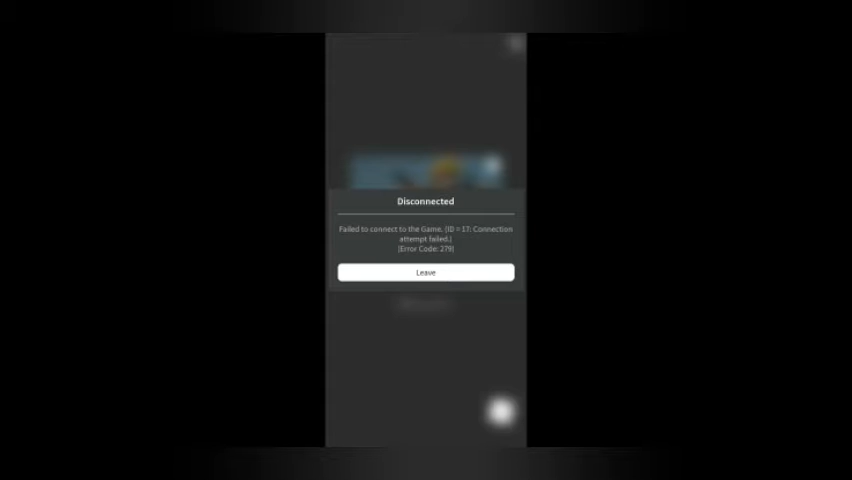 Disconnected
Failed to connect to the Game. (ID = 17: Connection
attempt failed.)
(Error Code: 279)
Leave